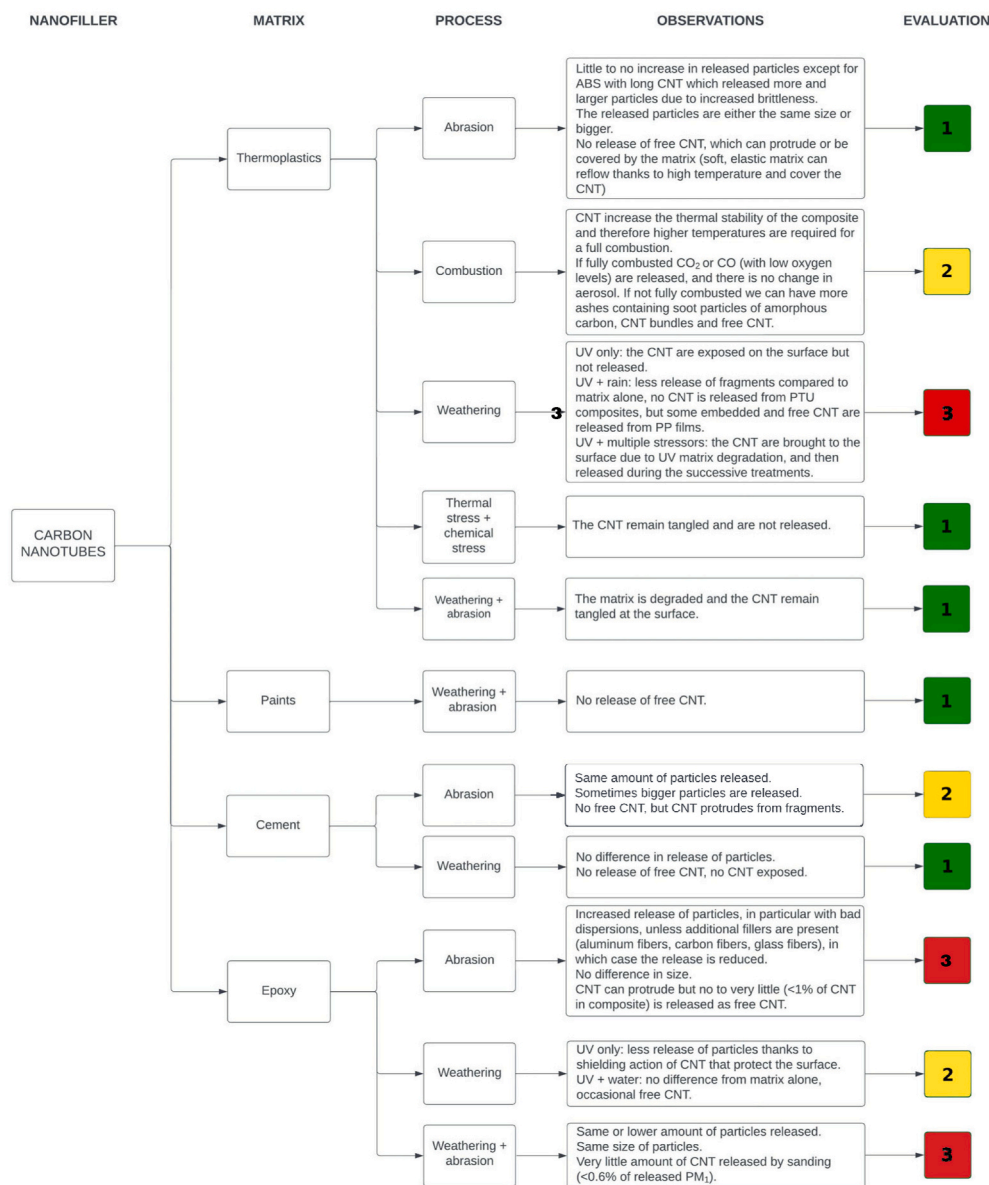 NANOFILLER
MATRIX
PROCESS
OBSERVATIONS
EVALUATION
CARBON
NANOTUBES
Thermoplastics
Abrasion
Little to no increase in released particles except for
ABS with long CNT which released more and
larger particles due to increased brittleness.
The released particles are either the same size or
bigger.
No release of free CNT, which can protrude or be
covered by the matrix (soft, elastic matrix can
reflow thanks to high temperature and cover the
CNT)
1
Combustion
CNT increase the thermal stability of the composite
and therefore higher temperatures are required for
a full combustion.
If fully combusted CO₂ or CO (with low oxygen
levels) are released, and there is no change in
aerosol. If not fully combusted we can have more
ashes containing soot particles of amorphous
carbon, CNT bundles and free CNT.
2
Weathering
3
UV only: the CNT are exposed on the surface but
not released.
UV + rain: less release of fragments compared to
matrix alone, no CNT is released from PTU
composites, but some embedded and free CNT are
released from PP films.
UV + multiple stressors: the CNT are brought to the
surface due to UV matrix degradation, and then
released during the successive treatments.
3
Thermal
stress +
chemical
stress
The CNT remain tangled and are not released.
1
Weathering +
abrasion
The matrix is degraded and the CNT remain
tangled at the surface.
1
Paints
Weathering +
abrasion
No release of free CNT.
1
Cement
Abrasion
Same amount of particles released.
Sometimes bigger particles are released.
No free CNT, but CNT protrudes from fragments.
2
Weathering
No difference in release of particles.
No release of free CNT, no CNT exposed.
1
Epoxy
Abrasion
Increased release of particles, in particular with bad
dispersions, unless additional fillers are present
(aluminum fibers, carbon fibers, glass fibers), in
which case the release is reduced.
No difference in size.
CNT can protrude but no to very little (<1% of CNT
in composite) is released as free CNT.
3
Weathering
UV only: less release of particles thanks to
shielding action of CNT that protect the surface.
UV + water: no difference from matrix alone,
occasional free CNT.
2
Weathering +
abrasion
Same or lower amount of particles released.
Same size of particles.
Very little amount of CNT released by sanding
(<0.6% of released PM₁).
3